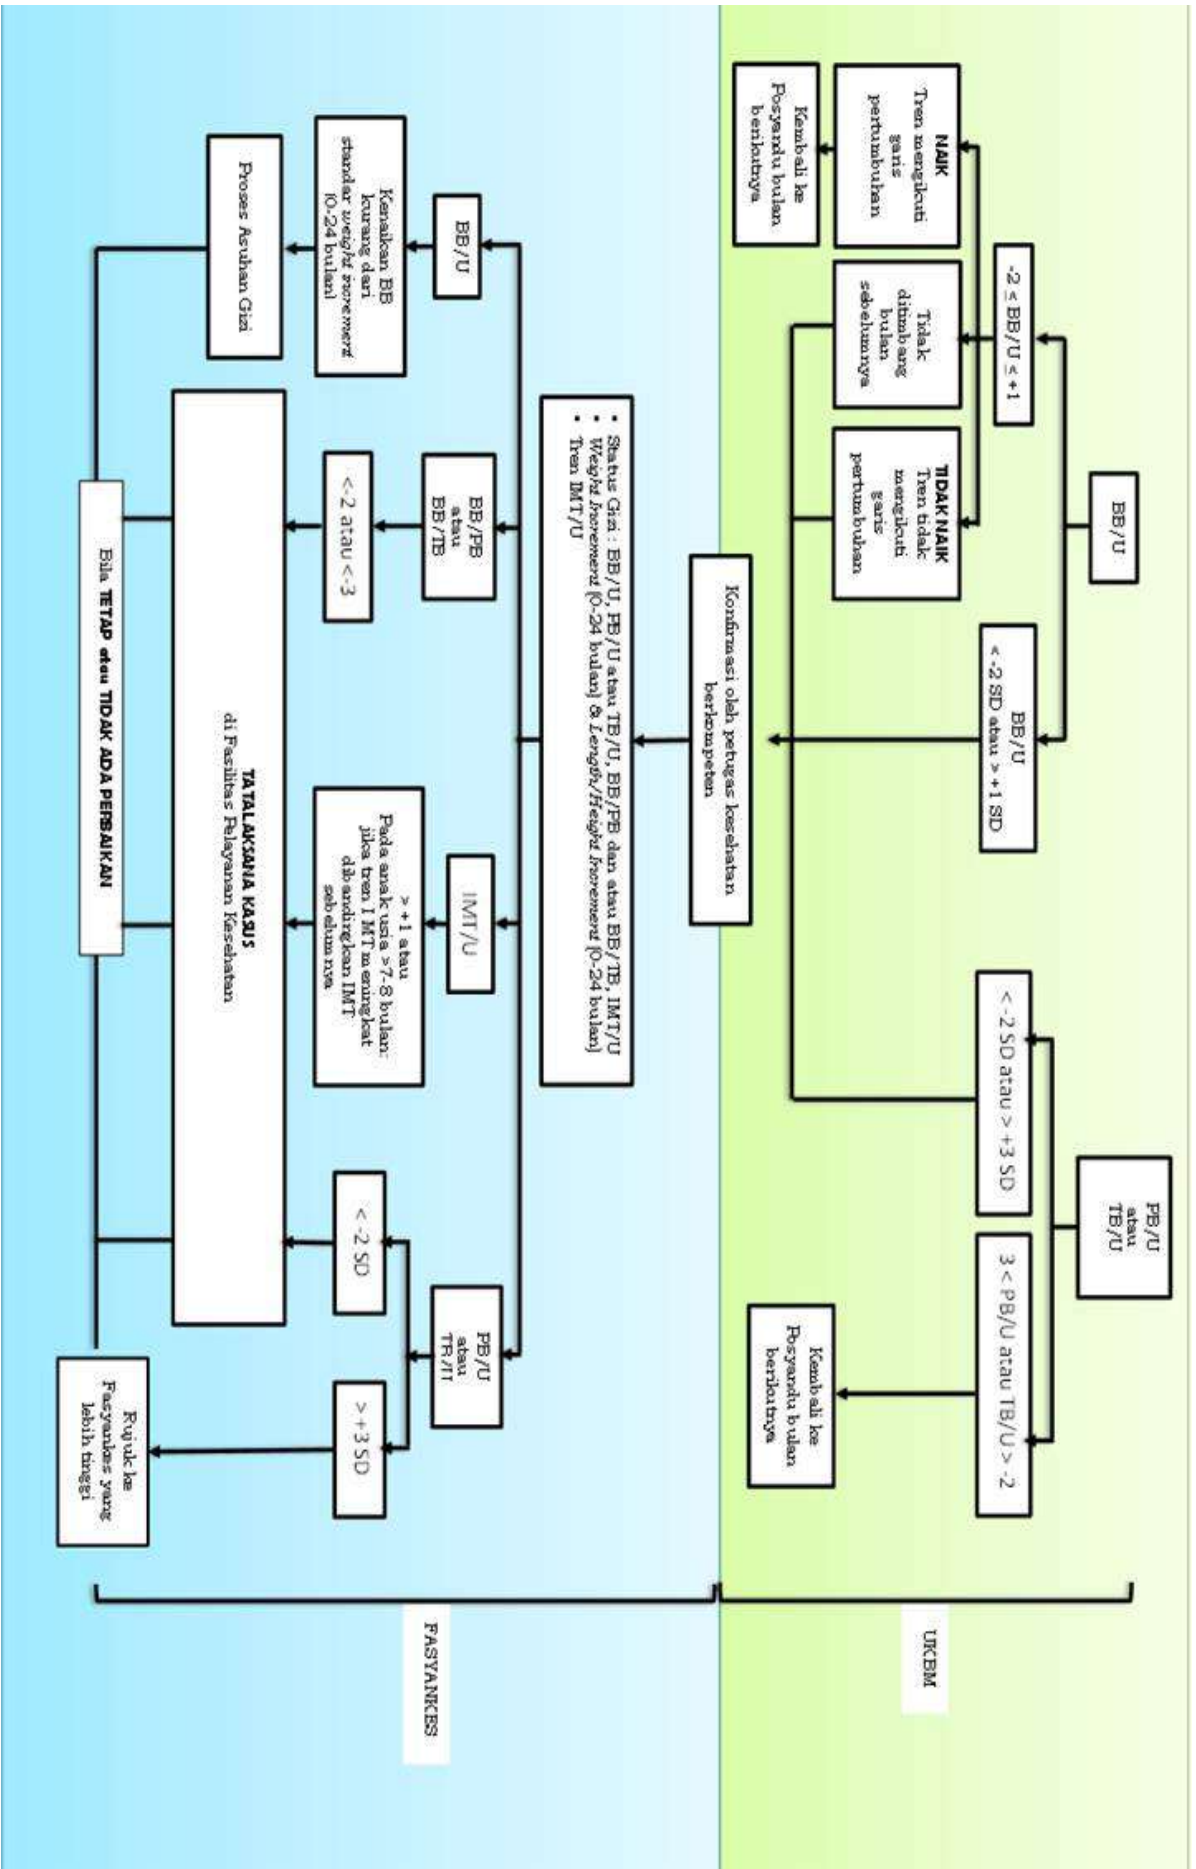 BB/U
PB/U
atau
TB/U
-2 ≤ BB/U ≤ +1
BB/U
< -2 SD atau > +1 SD
< -2 SD atau > +3 SD
3 < PB/U atau TB/U > -2
NAIK
Tren mengikuti
garis
pertumbuhan
Tidak
ditimbang
bulan
sebelumnya
TIDAK NAIK
Tren tidak
mengikuti
garis
pertumbuhan
Kembali ke
Posyandu bulan
berikutnya
Kembali ke
Posyandu bulan
berikutnya
UKBM
Konfirmasi oleh petugas kesehatan
berkompeten
• Status Gizi : BB/U, PB/U atau TB/U, BB/PB dan atau BB/TB, IMT/U
• Weight Increment (0-24 bulan) & Length/Height Increment (0-24 bulan)
• Tren IMT/U
BB/U
BB/PB
atau
BB/TB
IMT/U
PB/U
atau
TB/U
Kenaikan BB
kurang dari
standar weight increment
(0-24 bulan)
<-2 atau <-3
> +1 atau
Pada anak usia >7-8 bulan:
jika tren IMT meningkat
dibandingkan IMT
sebelumnya
< -2 SD
> +3 SD
Proses Asuhan Gizi
TATALAKSANA KASUS
di Fasilitas Pelayanan Kesehatan
Bila TETAP atau TIDAK ADA PERBAIKAN
Rujuk ke
Fasyankes yang
lebih tinggi
FASYANKES